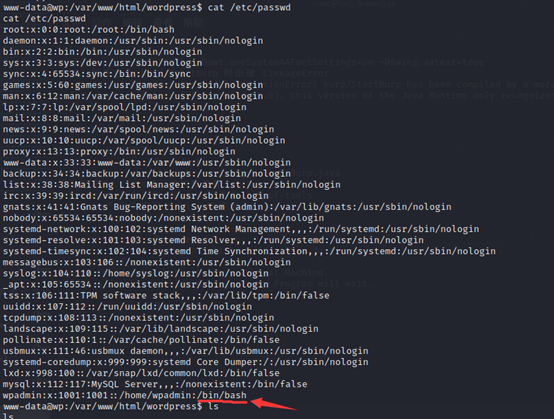 www-data@wp:/var/www/html/wordpress$ cat /etc/passwd
cat /etc/passwd
root:x:0:0:root:/root:/bin/bash
daemon:x:1:1:daemon:/usr/sbin:/usr/sbin/nologin
bin:x:2:2:bin:/bin:/usr/sbin/nologin
sys:x:3:3:sys:/dev:/usr/sbin/nologin
sync:x:4:65534:sync:/bin:/bin/sync
games:x:5:60:games:/usr/games:/usr/sbin/nologin
man:x:6:12:man:/var/cache/man:/usr/sbin/nologin
lp:x:7:7:lp:/var/spool/lpd:/usr/sbin/nologin
mail:x:8:8:mail:/var/mail:/usr/sbin/nologin
news:x:9:9:news:/var/spool/news:/usr/sbin/nologin
uucp:x:10:10:uucp:/var/spool/uucp:/usr/sbin/nologin
proxy:x:13:13:proxy:/bin:/usr/sbin/nologin
www-data:x:33:33:www-data:/var/www:/usr/sbin/nologin
backup:x:34:34:backup:/var/backups:/usr/sbin/nologin
list:x:38:38:Mailing List Manager:/var/list:/usr/sbin/nologin
irc:x:39:39:ircd:/var/run/ircd:/usr/sbin/nologin
gnats:x:41:41:Gnats Bug-Reporting System (admin):/var/lib/gnats:/usr/sbin/nologin
nobody:x:65534:65534:nobody:/nonexistent:/usr/sbin/nologin
systemd-network:x:100:102:systemd Network Management,,,:/run/systemd:/usr/sbin/nologin
systemd-resolve:x:101:103:systemd Resolver,,,:/run/systemd:/usr/sbin/nologin
systemd-timesync:x:102:104:systemd Time Synchronization,,,:/run/systemd:/usr/sbin/nologin
messagebus:x:103:106::/nonexistent:/usr/sbin/nologin
syslog:x:104:110::/home/syslog:/usr/sbin/nologin
_apt:x:105:65534::/nonexistent:/usr/sbin/nologin
tss:x:106:111:TPM software stack,,,:/var/lib/tpm:/bin/false
uuidd:x:107:112::/run/uuidd:/usr/sbin/nologin
tcpdump:x:108:113::/nonexistent:/usr/sbin/nologin
landscape:x:109:115::/var/lib/landscape:/usr/sbin/nologin
pollinate:x:110:1::/var/cache/pollinate:/bin/false
usbmux:x:111:46:usbmux daemon,,,:/var/lib/usbmux:/usr/sbin/nologin
systemd-coredump:x:999:999:systemd Core Dumper:/:/usr/sbin/nologin
lxd:x:998:100::/var/snap/lxd/common/lxd:/bin/false
mysql:x:112:117:MySQL Server,,,:/nonexistent:/bin/false
wpadmin:x:1001:1001::/home/wpadmin:/bin/bash
www-data@wp:/var/www/html/wordpress$ ls
ls